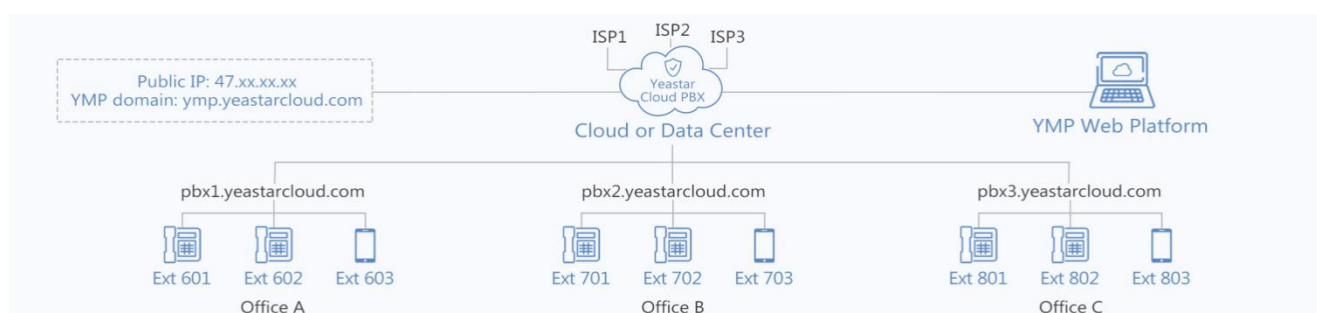 ISP1
ISP2
ISP3
Public IP: 47.xx.xx.xx
YMP domain: ymp.yeastarcloud.com
Yeastar
Cloud PBX
Cloud or Data Center
YMP Web Platform
pbx1.yeastarcloud.com
pbx2.yeastarcloud.com
pbx3.yeastarcloud.com
Ext 601
Ext 602
Ext 603
Ext 701
Ext 702
Ext 703
Ext 801
Ext 802
Ext 803
Office A
Office B
Office C